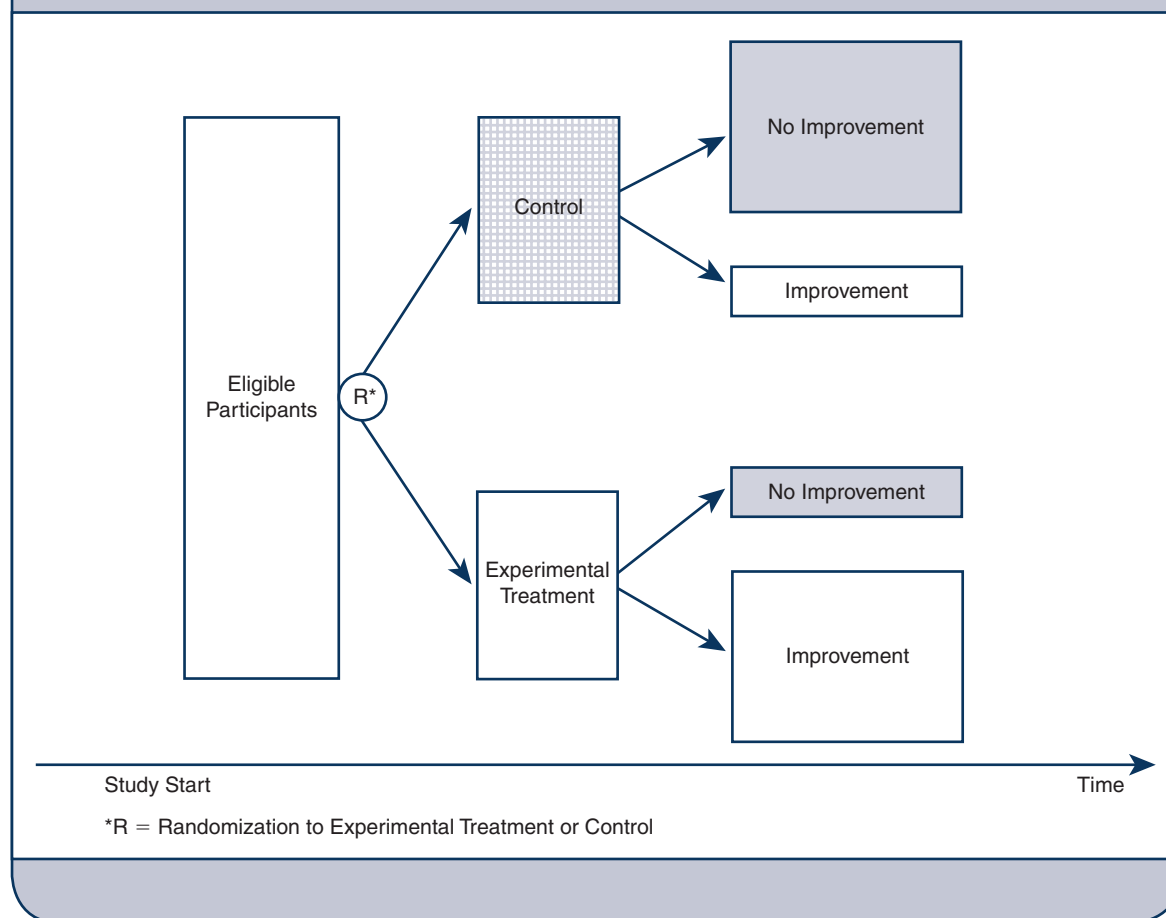 No Improvement
Control
Improvement
Eligible
Participants
R*
No Improvement
Experimental
Treatment
Improvement
Study Start
Time
*R = Randomization to Experimental Treatment or Control